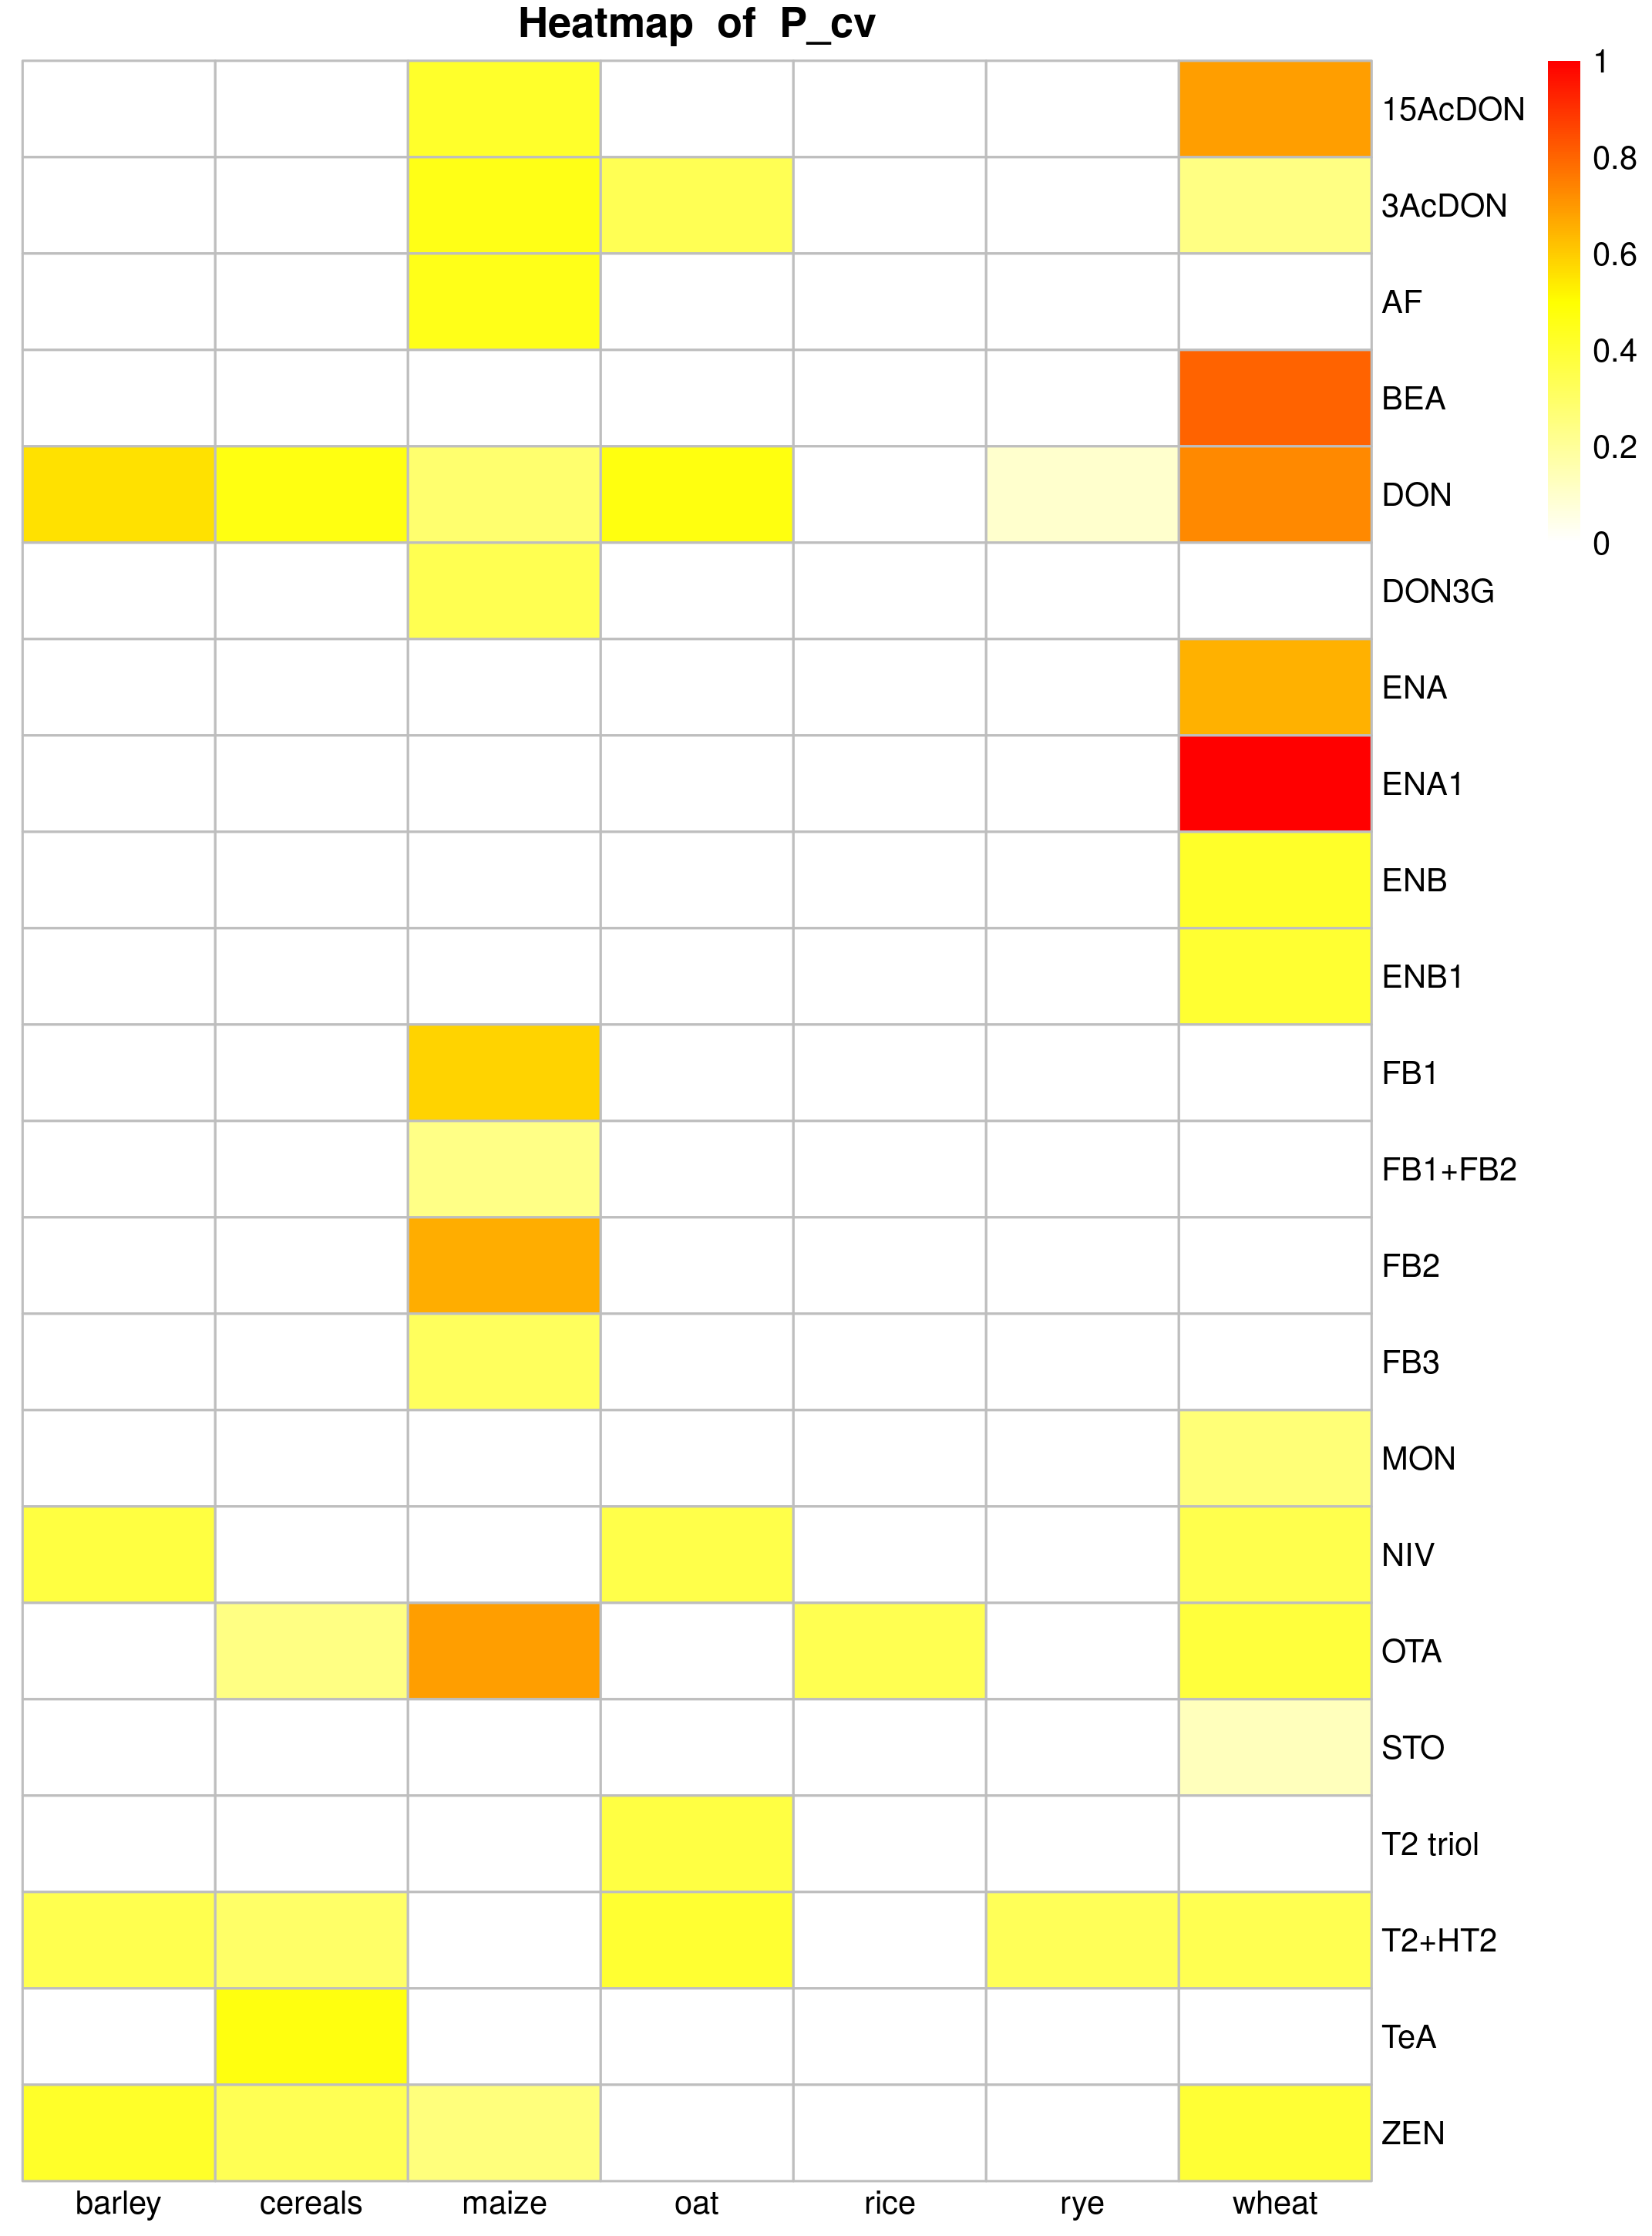 Heatmap of P_cv
1
0.8
0.6
0.4
0.2
0
15AcDON
3AcDON
AF
BEA
DON
DON3G
ENA
ENA1
ENB
ENB1
FB1
FB1+FB2
FB2
FB3
MON
NIV
OTA
STO
T2 triol
T2+HT2
TeA
ZEN
barley cereals maize oat rice rye wheat